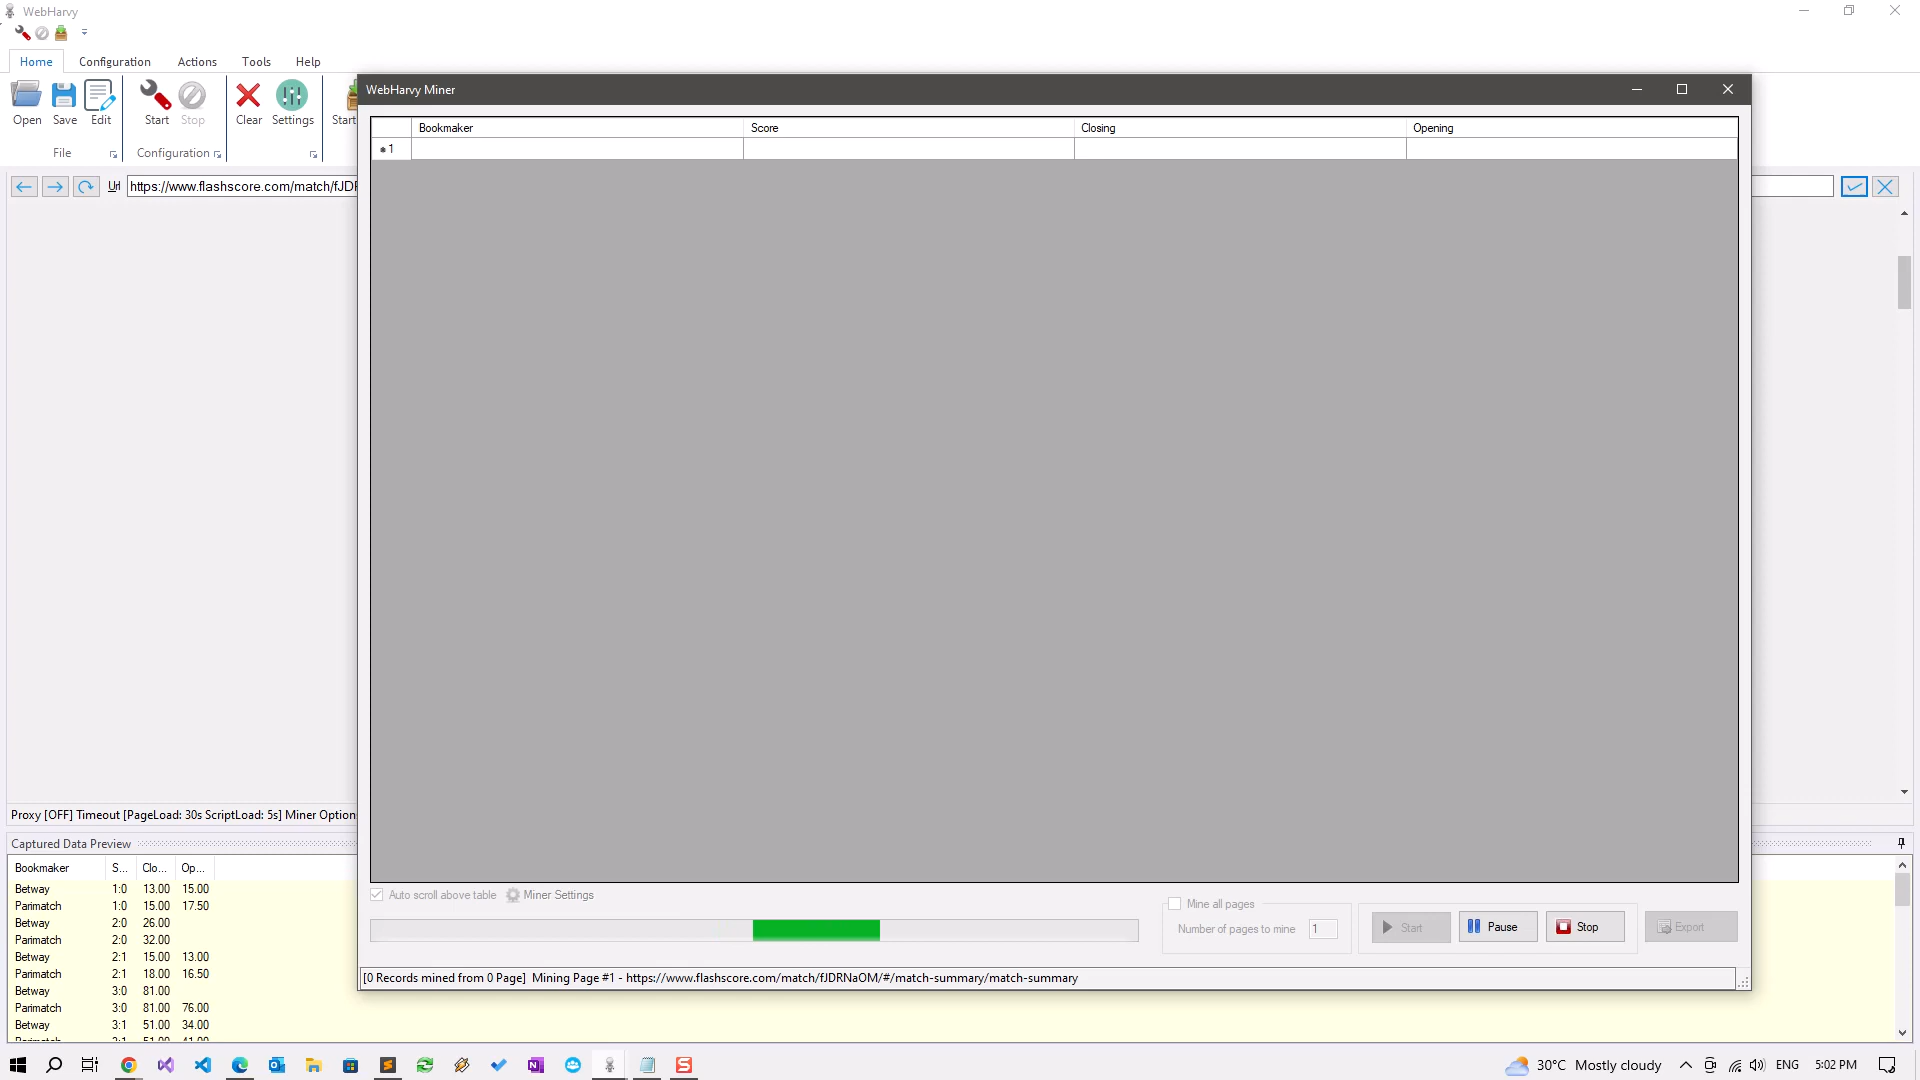 WebHarvy
Home Configuration Actions Tools Help
Open Save Edit Start Stop Clear Settings Start
File Configuration
Url https://www.flashscore.com/match/fJDR
WebHarvy Miner
Bookmaker Score Closing Opening
1
Proxy [OFF] Timeout [PageLoad: 30s ScriptLoad: 5s] Miner Option
Captured Data Preview
Bookmaker S... Clo... Op...
Betway 1:0 13.00 15.00
Parimatch 1:0 15.00 17.50
Betway 2:0 26.00
Parimatch 2:0 32.00
Betway 2:1 15.00 13.00
Parimatch 2:1 18.00 16.50
Betway 3:0 81.00
Parimatch 3:0 81.00 76.00
Betway 3:1 51.00 34.00
Parimatch 3:1 51.00 41.00
Auto scroll above table Miner Settings
Mine all pages
Number of pages to mine 1
Start Pause Stop Export
[0 Records mined from 0 Page] Mining Page #1 - https://www.flashscore.com/match/fJDRNaOM/#/match-summary/match-summary
30°C Mostly cloudy ENG 5:02 PM